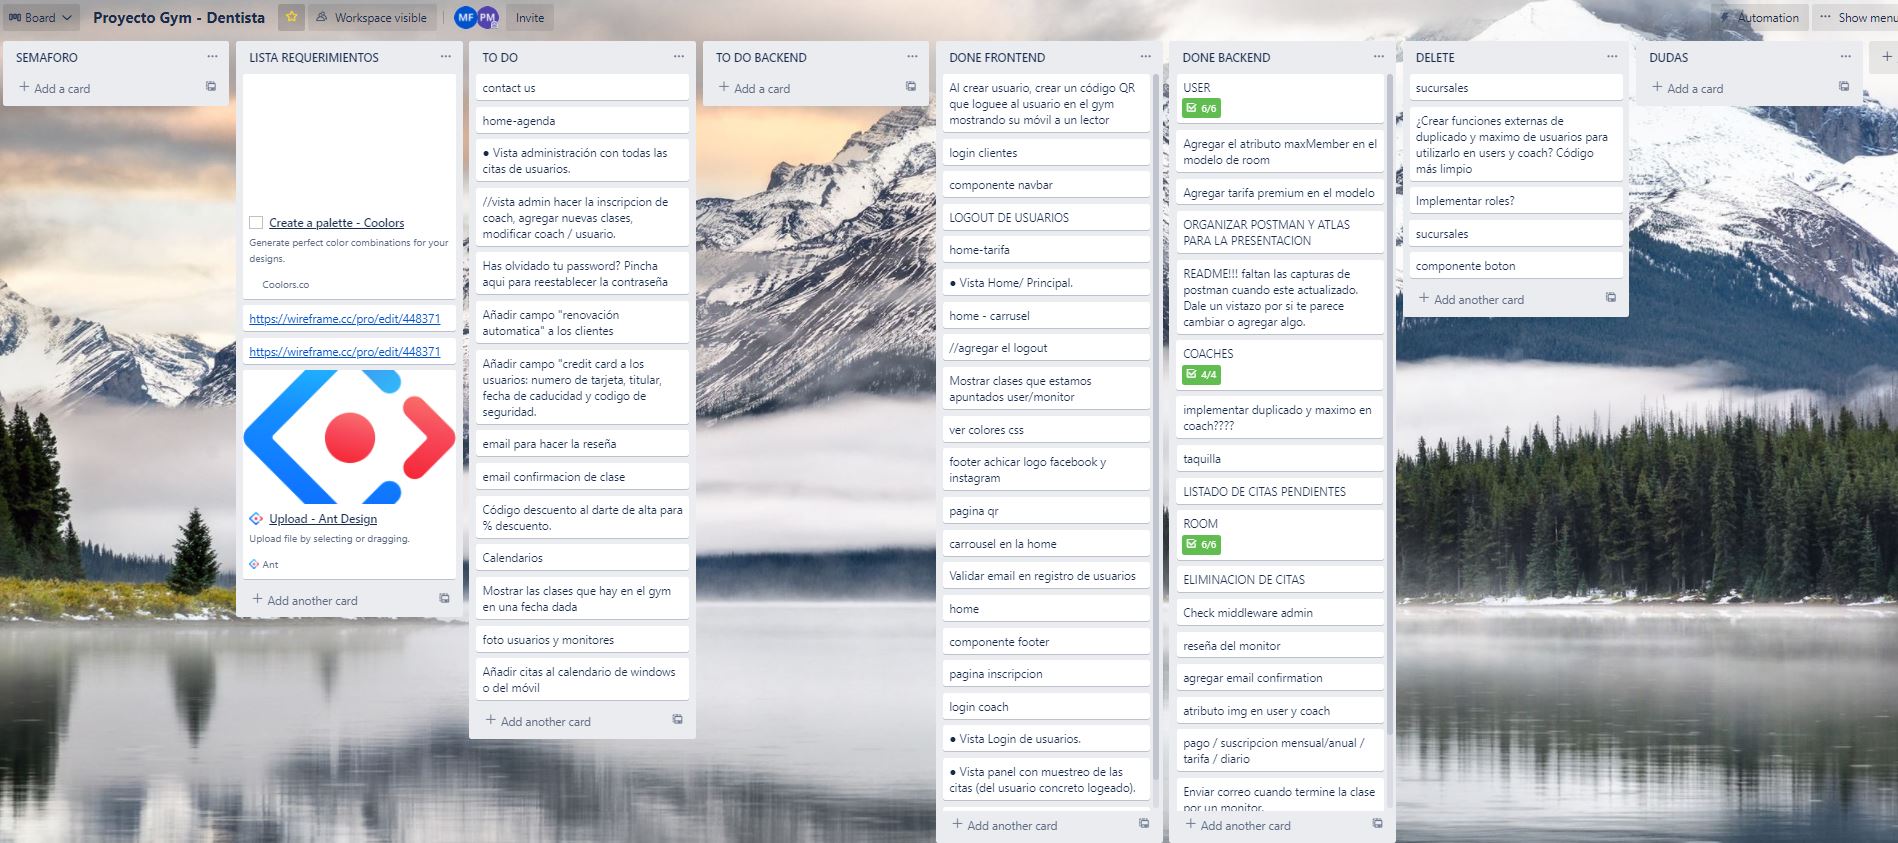 Board
Proyecto Gym - Dentista
Workspace visible
MF
PM
Invite
Automation
Show menu
SEMAFORO
Add a card
LISTA REQUERIMIENTOS
Create a palette - Coolors
Generate perfect color combinations for your
designs.
Coolors.co
https://wireframe.cc/pro/edit/448371
https://wireframe.cc/pro/edit/448371
Upload - Ant Design
Upload file by selecting or dragging.
Ant
Add another card
TO DO
contact us
home-agenda
● Vista administración con todas las
citas de usuarios.
//vista admin hacer la inscripcion de
coach, agregar nuevas clases,
modificar coach / usuario.
Has olvidado tu password? Pincha
aqui para reestablecer la contraseña
Añadir campo "renovación
automatica" a los clientes
Añadir campo "credit card a los
usuarios: numero de tarjeta, titular,
fecha de caducidad y codigo de
seguridad.
email para hacer la reseña
email confirmacion de clase
Código descuento al darte de alta para
% descuento.
Calendarios
Mostrar las clases que hay en el gym
en una fecha dada
foto usuarios y monitores
Añadir citas al calendario de windows
o del móvil
Add another card
TO DO BACKEND
Add a card
DONE FRONTEND
Al crear usuario, crear un código QR
que loguee al usuario en el gym
mostrando su móvil a un lector
login clientes
componente navbar
LOGOUT DE USUARIOS
home-tarifa
● Vista Home/ Principal.
home - carrusel
//agregar el logout
Mostrar clases que estamos
apuntados user/monitor
ver colores css
footer achicar logo facebook y
instagram
pagina qr
carrousel en la home
Validar email en registro de usuarios
home
componente footer
pagina inscripcion
login coach
● Vista Login de usuarios.
● Vista panel con muestreo de las
citas (del usuario concreto logeado).
Add another card
DONE BACKEND
USER
6/6
Agregar el atributo maxMember en el
modelo de room
Agregar tarifa premium en el modelo
ORGANIZAR POSTMAN Y ATLAS
PARA LA PRESENTACION
README!!! faltan las capturas de
postman cuando este actualizado.
Dale un vistazo por si te parece
cambiar o agregar algo.
COACHES
4/4
implementar duplicado y maximo en
coach????
taquilla
LISTADO DE CITAS PENDIENTES
ROOM
6/6
ELIMINACION DE CITAS
Check middleware admin
reseña del monitor
agregar email confirmation
atributo img en user y coach
pago / suscripcion mensual/anual /
tarifa / diario
Enviar correo cuando termine la clase
por un monitor.
Add another card
DELETE
sucursales
¿Crear funciones externas de
duplicado y maximo de usuarios para
utilizarlo en users y coach? Código
más limpio
Implementar roles?
sucursales
componente boton
Add another card
DUDAS
Add a card